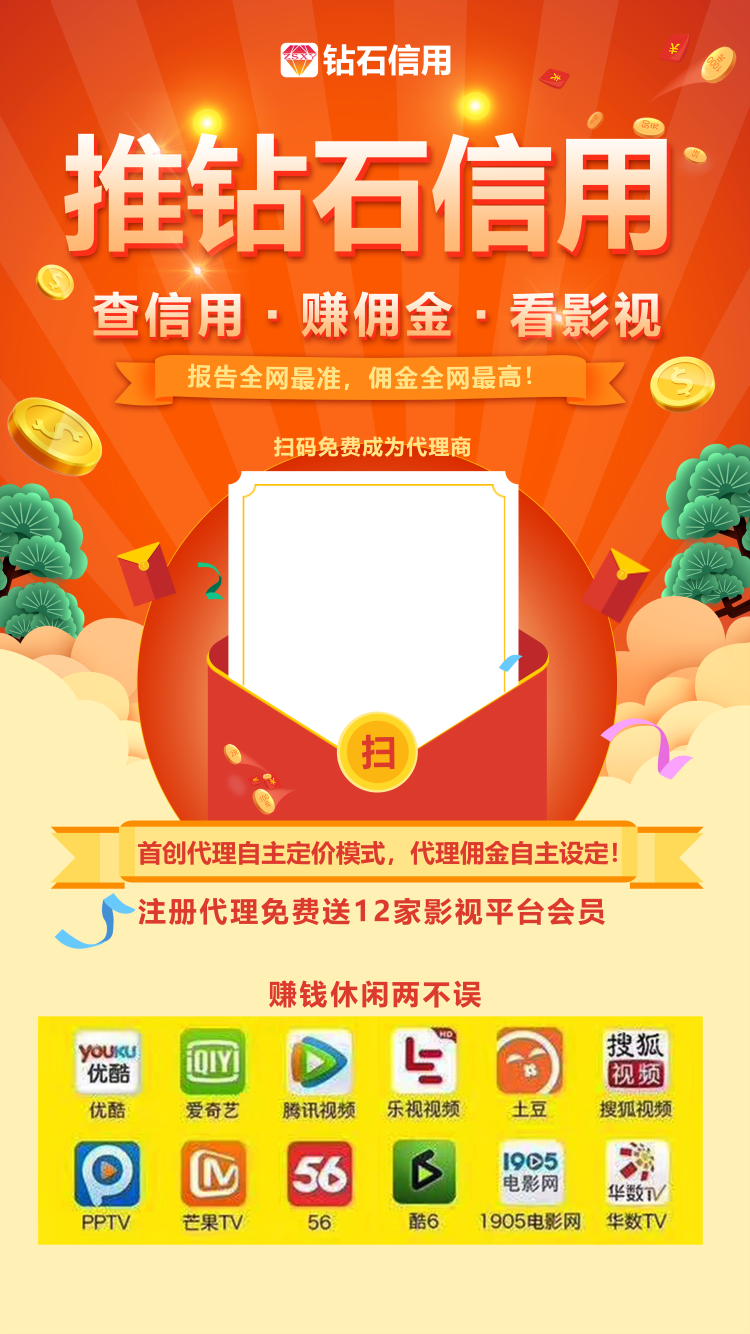 ZSXY 钻石信用
推钻石信用
查信用·赚佣金·看影视
报告全网最准，佣金全网最高！
扫码免费成为代理商
扫
首创代理自主定价模式，代理佣金自主设定！
注册代理免费送12家影视平台会员
赚钱休闲两不误
YOUKU 优酷 iQIYI HD 搜狐 视频
优酷 爱奇艺 腾讯视频 乐视视频 土豆 搜狐视频
56 1905 电影网 华数TV
PPTV 芒果TV 56 酷6 1905电影网 华数TV